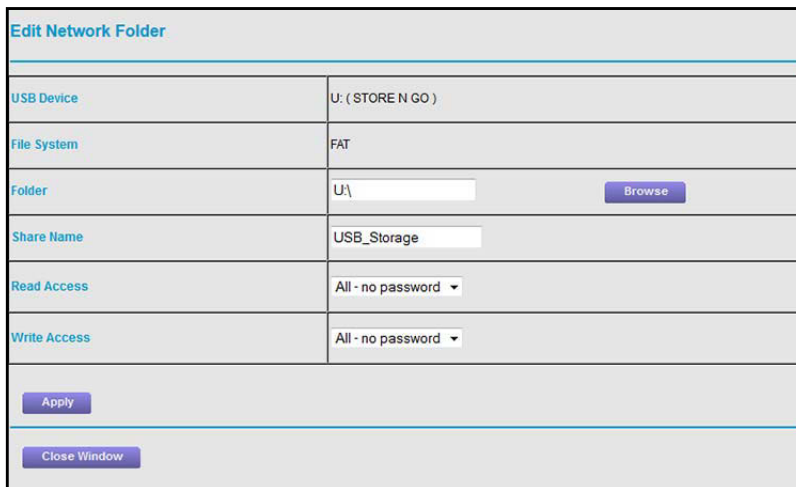 Edit Network Folder
USB Device U: ( STORE N GO )
File System FAT
Folder U:\ Browse
Share Name USB_Storage
Read Access All - no password
Write Access All - no password
Apply
Close Window